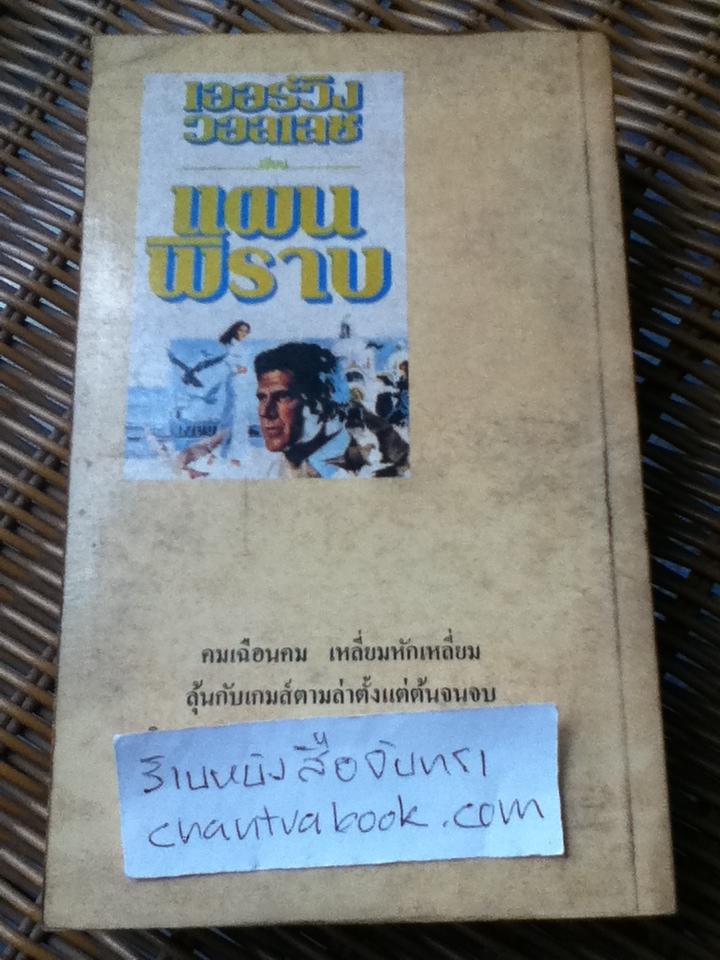 เออร์วิง
วอลเลซ
เขียน
แผน
พิราบ
คมเฉือนคม เหลี่ยมหักเหลี่ยม
ลุ้นกับเกมส์ตามล่าตั้งแต่ต้นจนจบ
ร้านหนังสือจันทรา
chantrabook.com